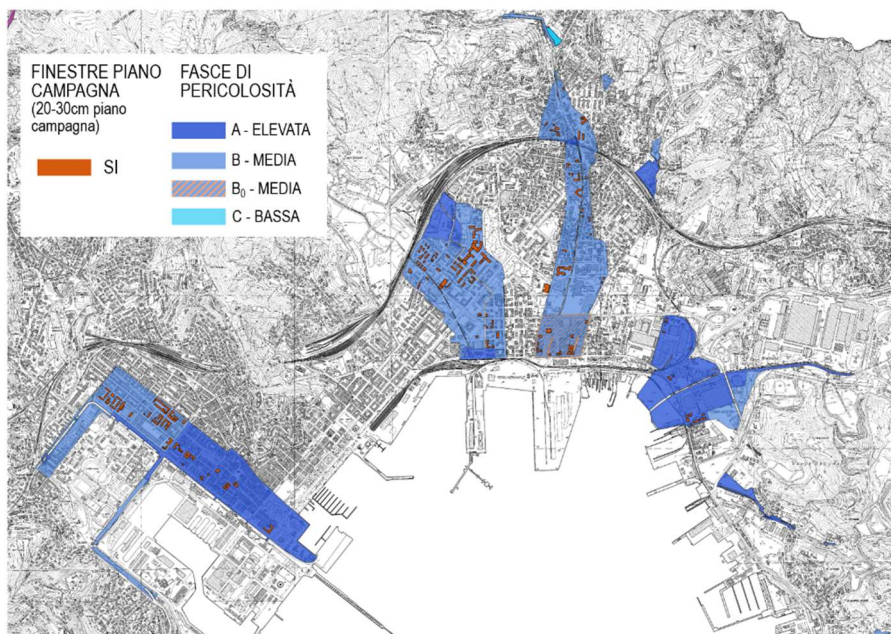 FINESTRE PIANO
CAMPAGNA
(20-30cm piano
campagna)
SI
FASCE DI
PERICOLOSITÀ
A - ELEVATA
B - MEDIA
B₀ - MEDIA
C - BASSA